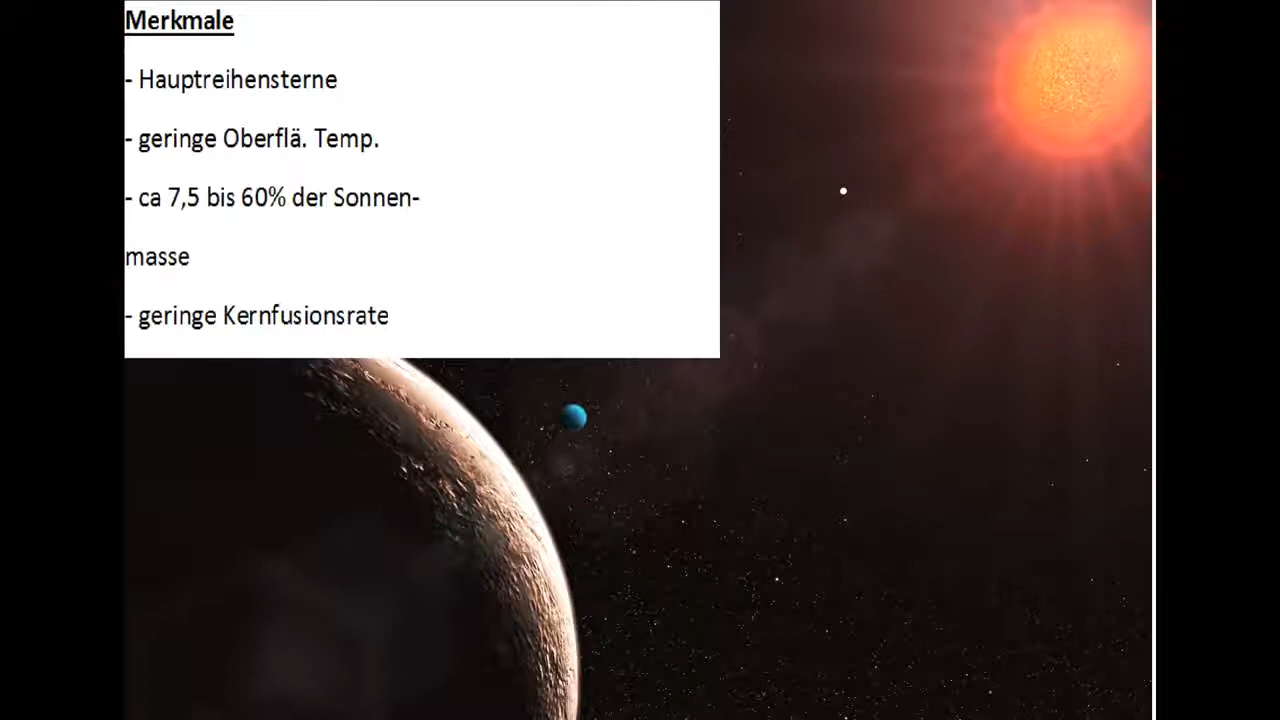 Merkmale
- Hauptreihensterne
- geringe Oberflä. Temp.
- ca 7,5 bis 60% der Sonnen-
masse
- geringe Kernfusionsrate